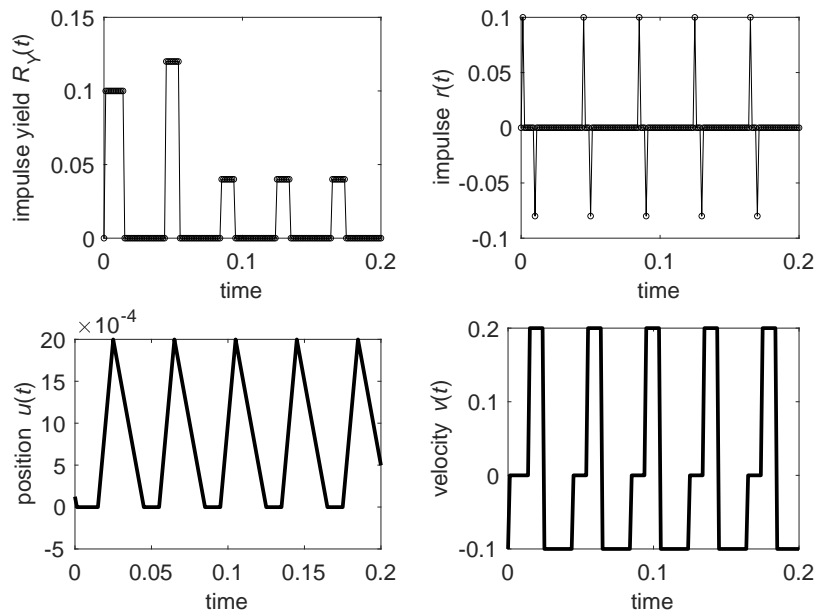 0.15
0.1
0.05
0
0 0.1 0.2
time
impulse yield R_Y(t)
0.1
0.05
0
-0.05
-0.1
0 0.1 0.2
time
impulse r(t)
×10^-4
20
15
10
5
0
-5
0 0.05 0.1 0.15 0.2
time
position u(t)
0.2
0.1
0
-0.1
0 0.1 0.2
time
velocity v(t)